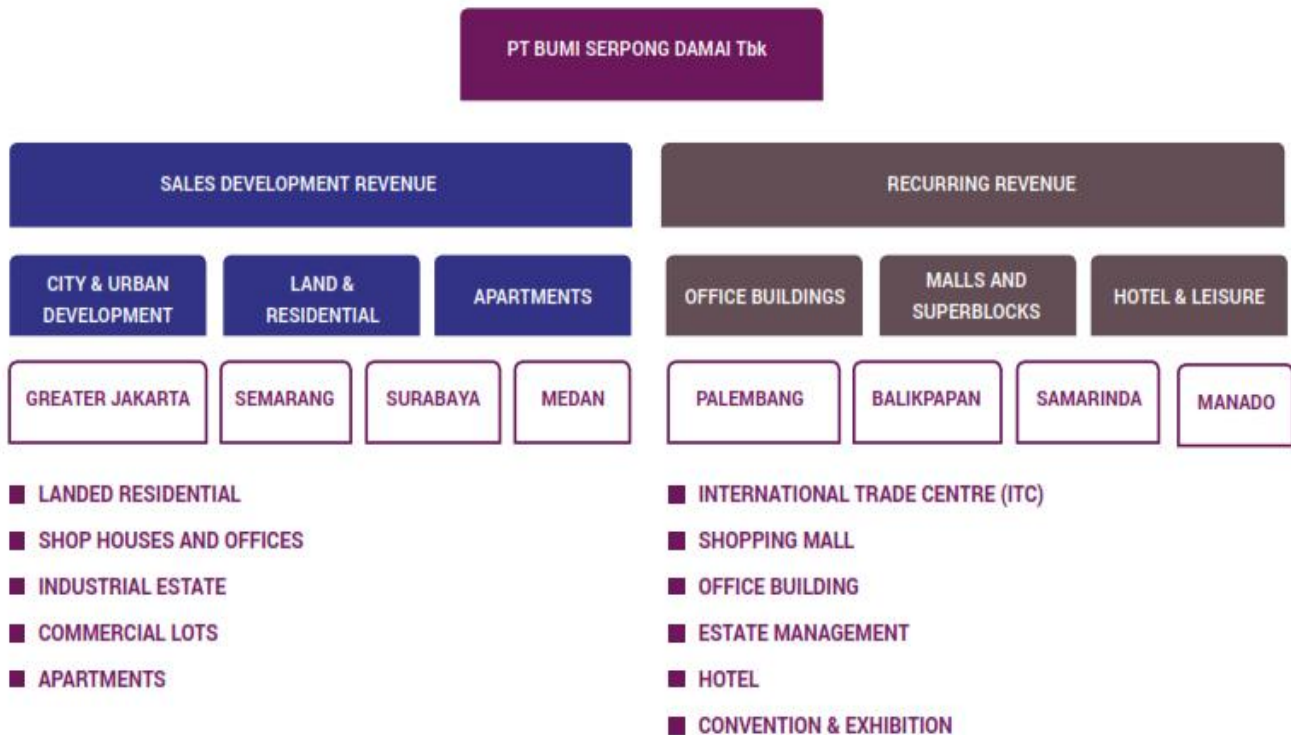 PT BUMI SERPONG DAMAI Tbk
SALES DEVELOPMENT REVENUE
RECURRING REVENUE
CITY & URBAN
DEVELOPMENT
LAND &
RESIDENTIAL
APARTMENTS
OFFICE BUILDINGS
MALLS AND
SUPERBLOCKS
HOTEL & LEISURE
GREATER JAKARTA
SEMARANG
SURABAYA
MEDAN
PALEMBANG
BALIKPAPAN
SAMARINDA
MANADO
LANDED RESIDENTIAL
SHOP HOUSES AND OFFICES
INDUSTRIAL ESTATE
COMMERCIAL LOTS
APARTMENTS
INTERNATIONAL TRADE CENTRE (ITC)
SHOPPING MALL
OFFICE BUILDING
ESTATE MANAGEMENT
HOTEL
CONVENTION & EXHIBITION